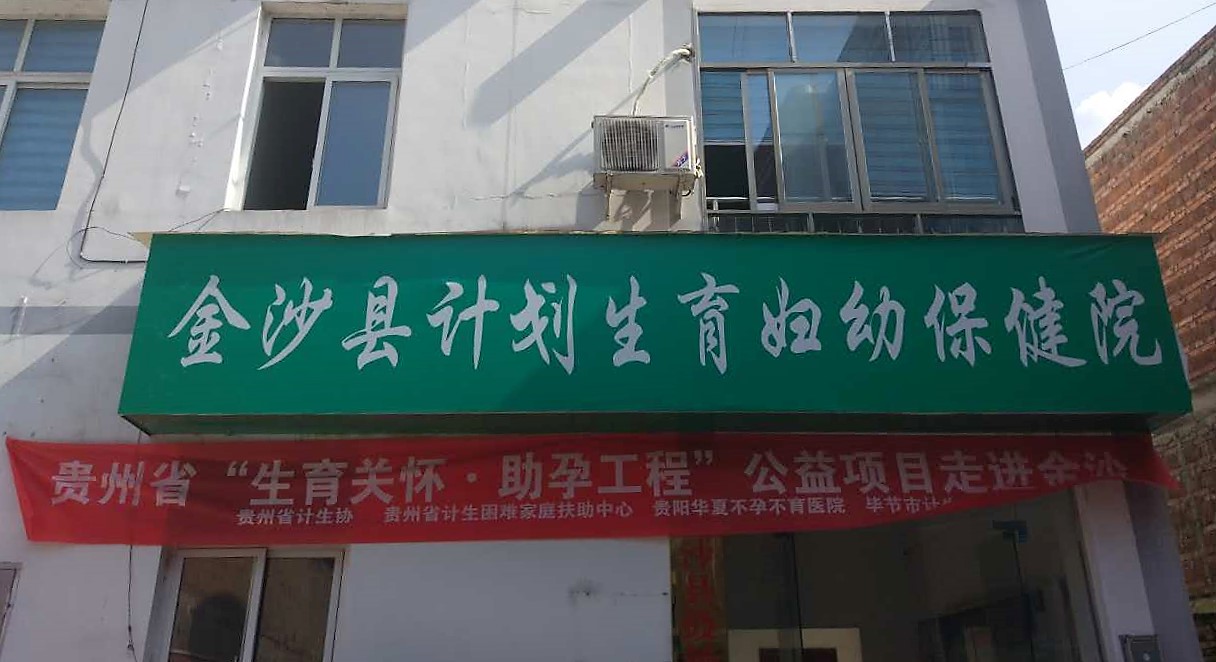 金沙县计划生育妇幼保健院
贵州省“生育关怀·助孕工程”公益项目走进金沙
贵州省计生协 贵州省计生困难家庭扶助中心 贵阳华夏不孕不育医院 毕节市计
沙县